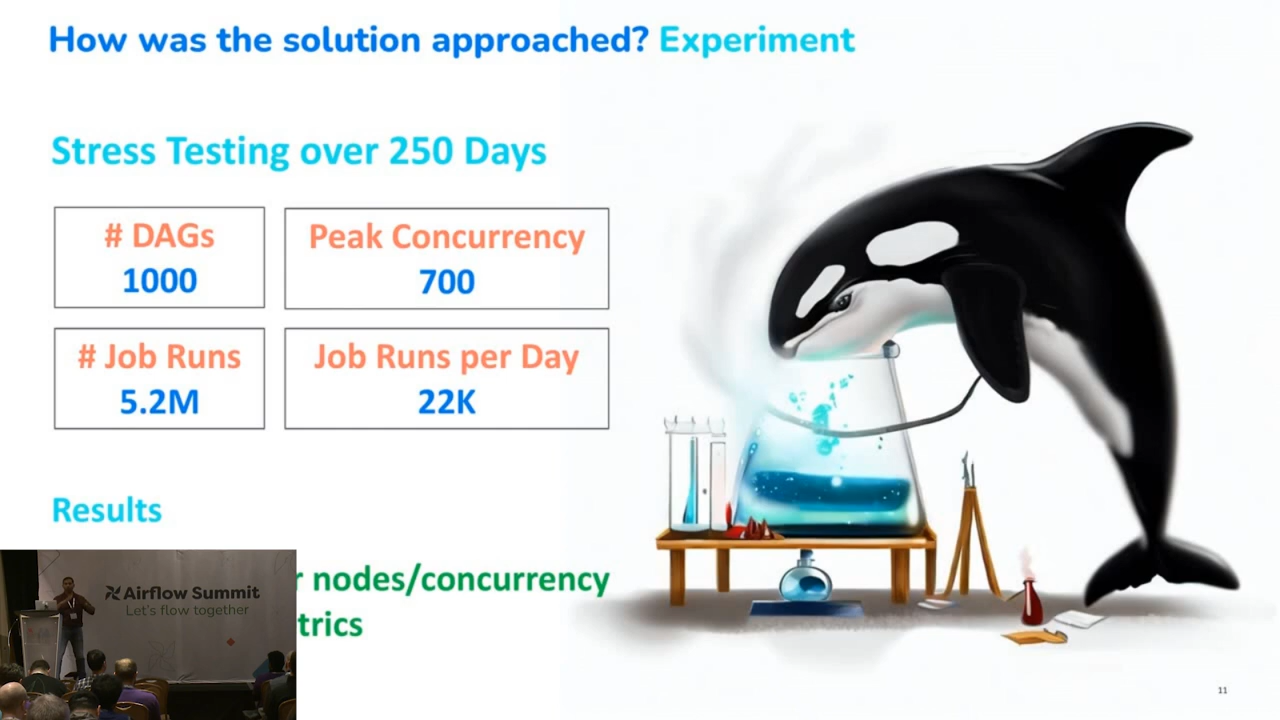 How was the solution approached? Experiment
Stress Testing over 250 Days
# DAGs
1000
Peak Concurrency
700
# Job Runs
5.2M
Job Runs per Day
22K
Results
nodes/concurrency
Airflow Summit
Let's flow together
11